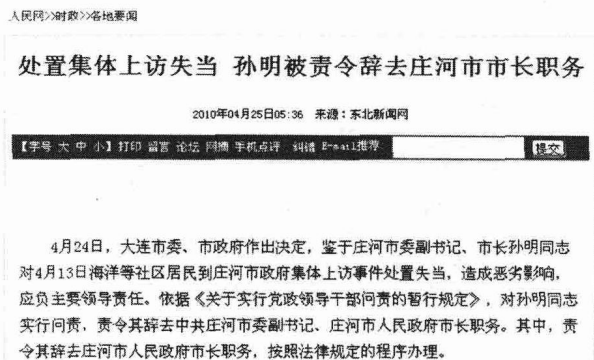 人民网>>时政>>各地要闻
处置集体上访失当 孙明被责令辞去庄河市市长职务
2010年04月25日05:36 来源：东北新闻网
【字号 大 中 小】打印 留言 论坛 网摘 手机点评 纠错 E-mail推荐 提交
4月24日，大连市委、市政府作出决定，鉴于庄河市委副书记、市长孙明同志
对4月13日海洋等社区居民到庄河市政府集体上访事件处置失当，造成恶劣影响，
应负主要领导责任。依据《关于实行党政领导干部问责的暂行规定》，对孙明同志
实行问责，责令其辞去中共庄河市委副书记、庄河市人民政府市长职务。其中，责
令其辞去庄河市人民政府市长职务，按照法律规定的程序办理。